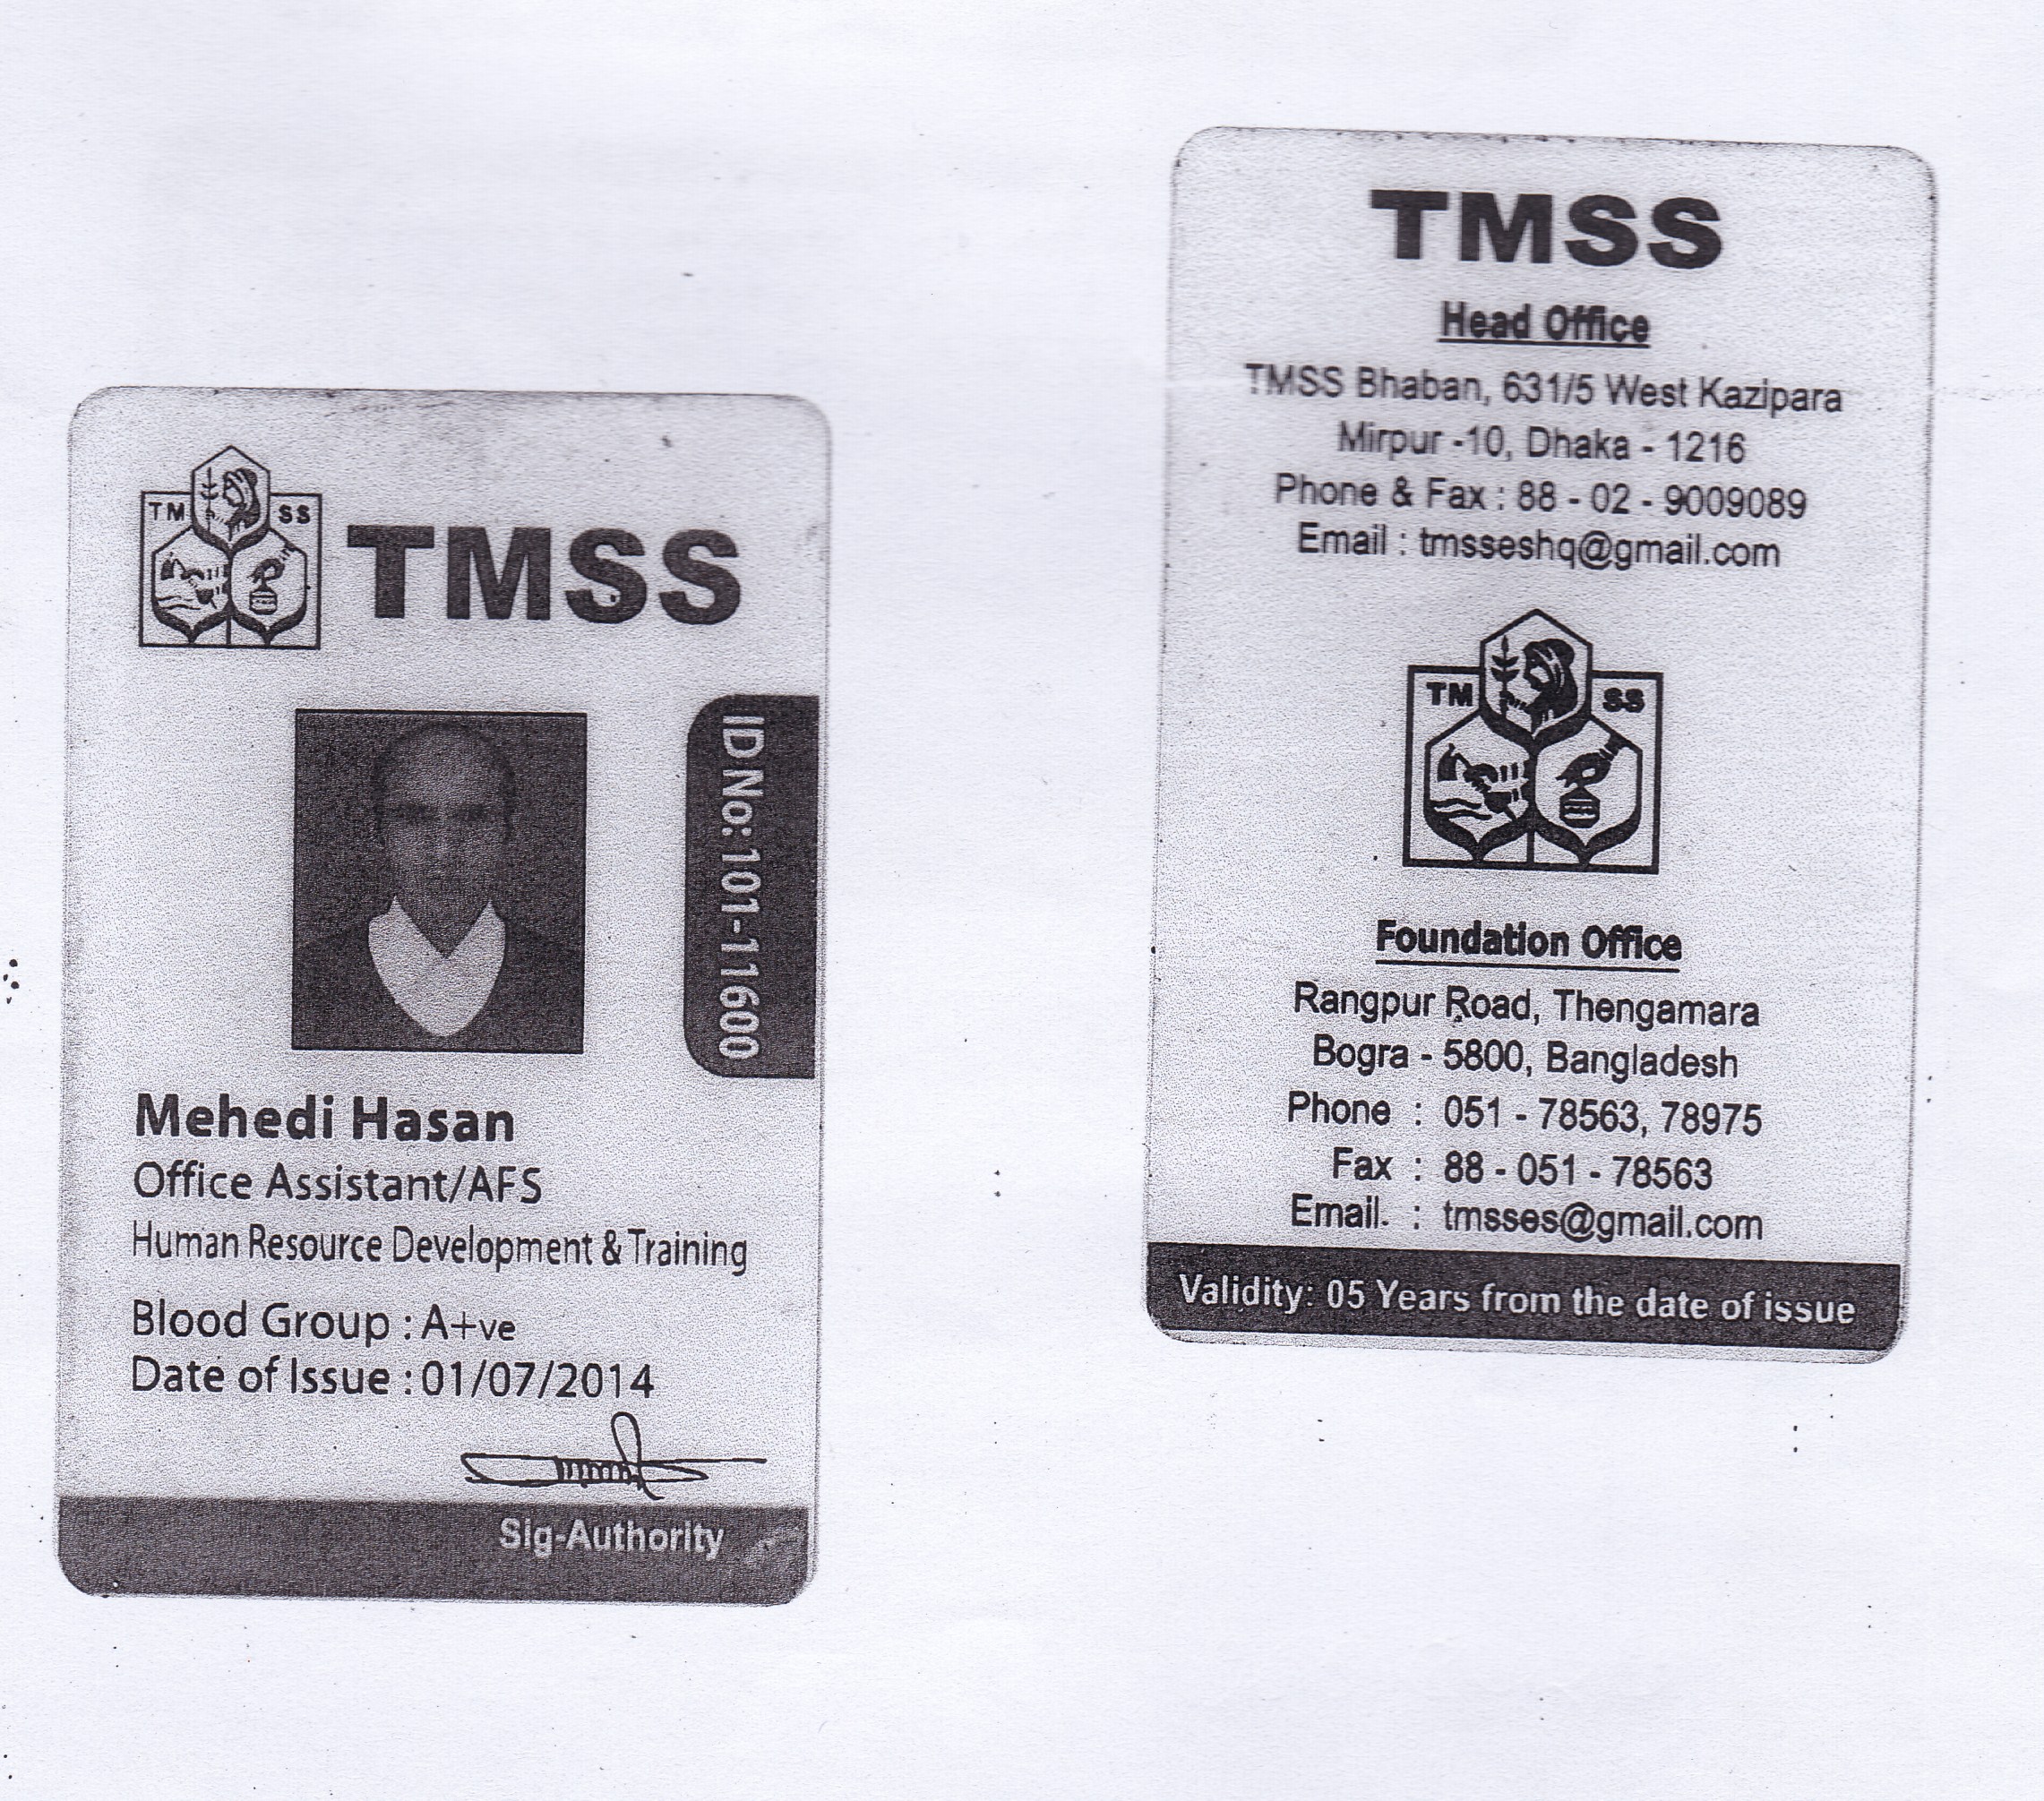 TM SS
TMSS
ID No: 101-11600
Mehedi Hasan
Office Assistant/AFS
Human Resource Development & Training
Blood Group : A+ve
Date of Issue : 01/07/2014
Sig-Authority
TMSS
Head Office
TMSS Bhaban, 631/5 West Kazipara
Mirpur -10, Dhaka - 1216
Phone & Fax : 88 - 02 - 9009089
Email : tmsseshq@gmail.com
TM SS
Foundation Office
Rangpur Road, Thengamara
Bogra - 5800, Bangladesh
Phone : 051 - 78563, 78975
Fax : 88 - 051 - 78563
Email. : tmsses@gmail.com
Validity: 05 Years from the date of issue